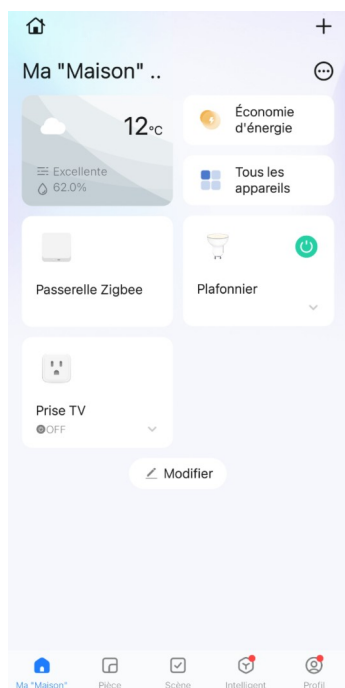 Ma "Maison" ..
12°C
Excellente
62.0%
Économie
d'énergie
Tous les
appareils
Passerelle Zigbee
Plafonnier
Prise TV
OFF
Modifier
Ma "Maison"
Pièce
Scène
Intelligent
Profil